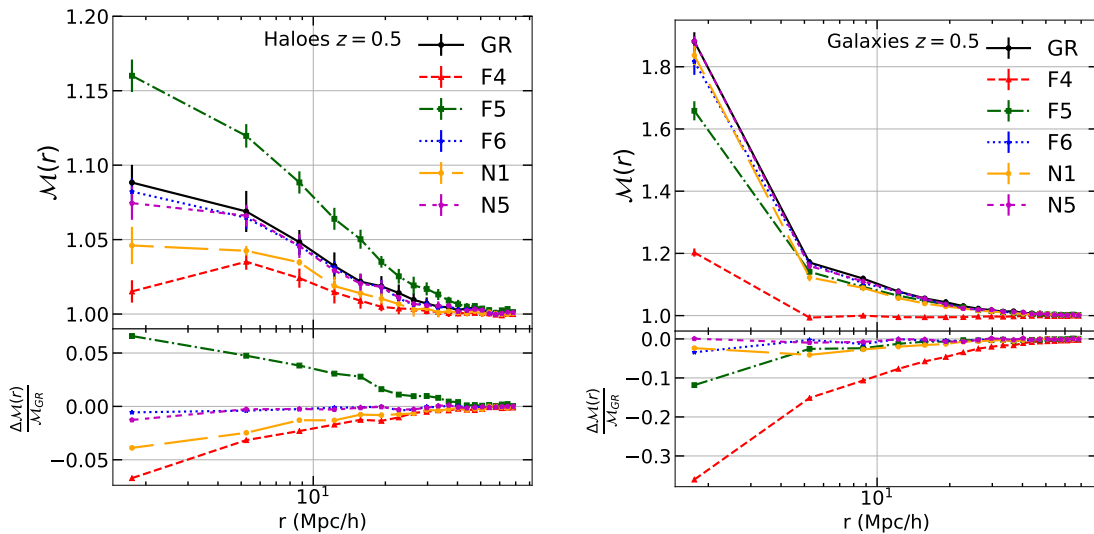 Haloes z = 0.5
GR
F4
F5
F6
N1
N5
1.20
1.15
1.10
1.05
1.00
ℳ(r)
0.05
0.00
−0.05
Δℳ(r)
ℳ_GR
10¹
r (Mpc/h)
Galaxies z = 0.5
GR
F4
F5
F6
N1
N5
1.8
1.6
1.4
1.2
1.0
ℳ(r)
0.0
−0.1
−0.2
−0.3
Δℳ(r)
ℳ_GR
10¹
r (Mpc/h)